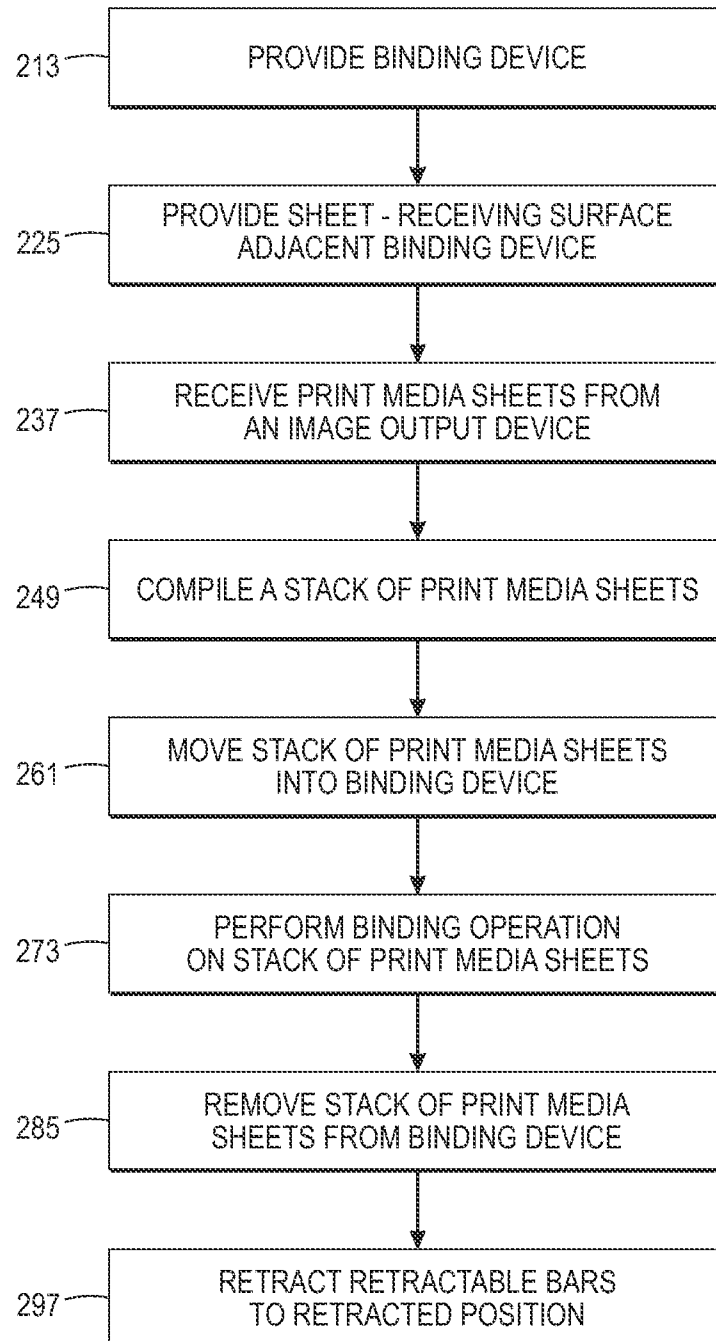 213
PROVIDE BINDING DEVICE
225
PROVIDE SHEET - RECEIVING SURFACE
ADJACENT BINDING DEVICE
237
RECEIVE PRINT MEDIA SHEETS FROM
AN IMAGE OUTPUT DEVICE
249
COMPILE A STACK OF PRINT MEDIA SHEETS
261
MOVE STACK OF PRINT MEDIA SHEETS
INTO BINDING DEVICE
273
PERFORM BINDING OPERATION
ON STACK OF PRINT MEDIA SHEETS
285
REMOVE STACK OF PRINT MEDIA
SHEETS FROM BINDING DEVICE
297
RETRACT RETRACTABLE BARS
TO RETRACTED POSITION